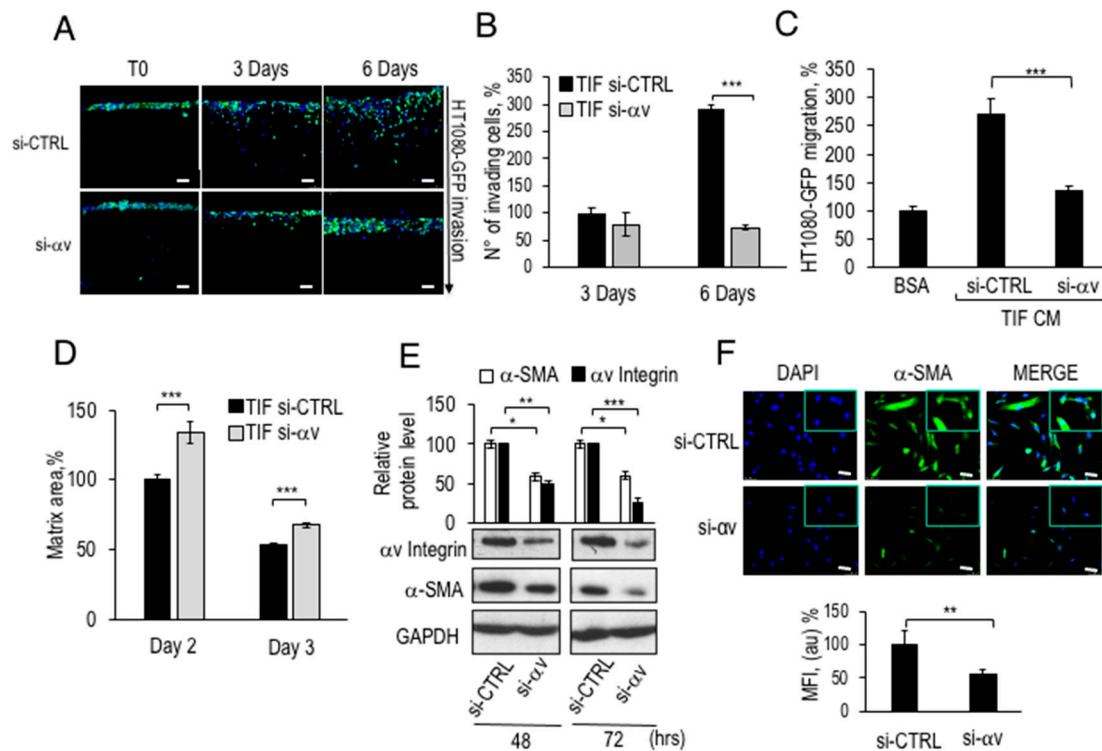 A
T0 3 Days 6 Days
si-CTRL
si-αv
HT1080-GFP invasion
B
N° of invading cells, %
350
300
250
200
150
100
50
0
TIF si-CTRL
TIF si-αv
***
3 Days 6 Days
C
HT1080-GFP migration, %
350
300
250
200
150
100
50
0
***
BSA si-CTRL si-αv
TIF CM
D
Matrix area,%
150
100
50
0
TIF si-CTRL
TIF si-αv
***
***
Day 2 Day 3
E
α-SMA αv Integrin
Relative
protein level
150
100
50
0
**
*
***
*
αv Integrin
α-SMA
GAPDH
si-CTRL si-αv si-CTRL si-αv
48 72 (hrs)
F
DAPI α-SMA MERGE
si-CTRL
si-αv
MFI, (au) %
150
100
50
0
**
si-CTRL si-αv